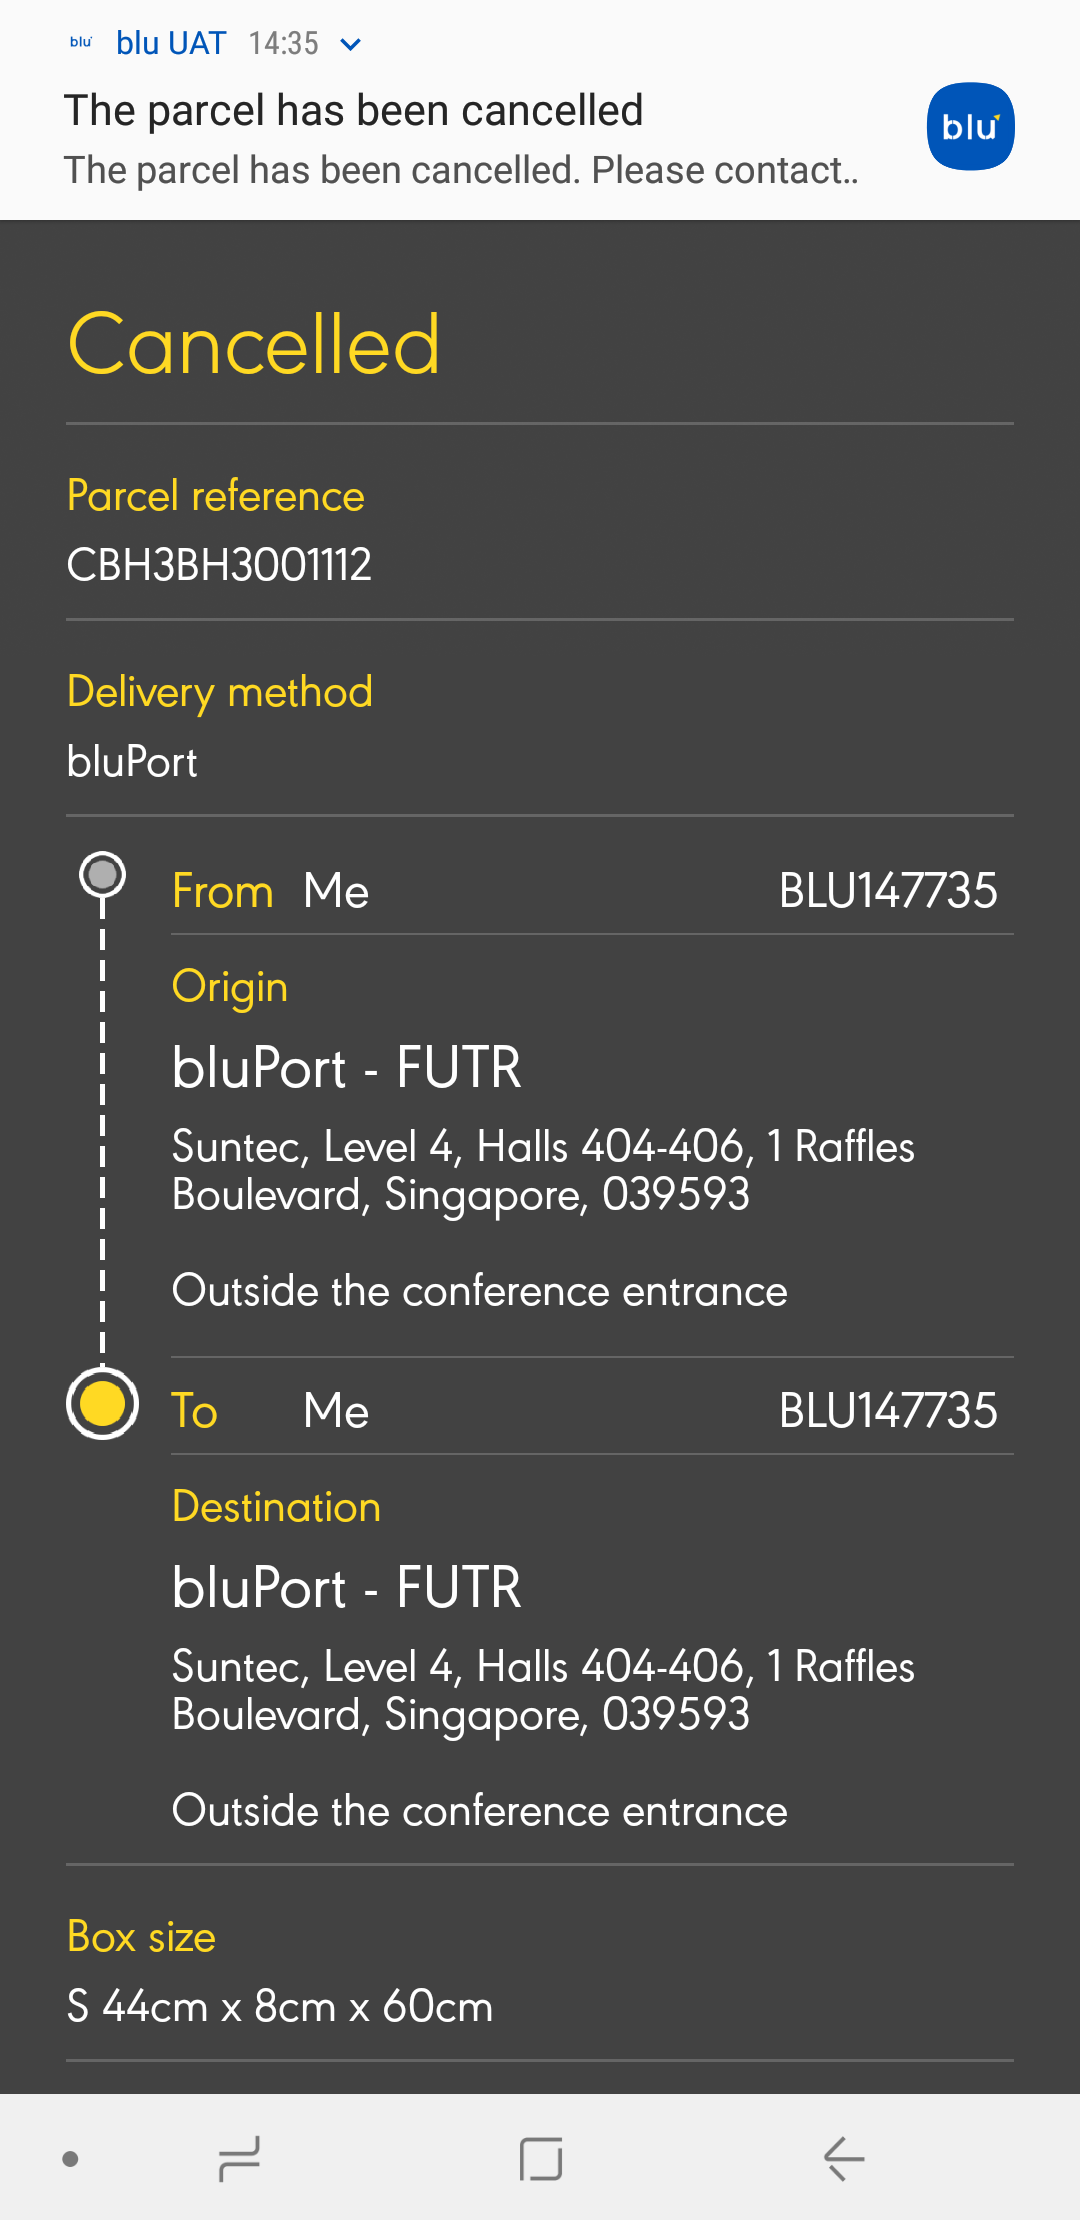 blu
blu UAT 14:35
The parcel has been cancelled
The parcel has been cancelled. Please contact..
blu
Cancelled
Parcel reference
CBH3BH3001112
Delivery method
bluPort
From Me BLU147735
Origin
bluPort - FUTR
Suntec, Level 4, Halls 404-406, 1 Raffles
Boulevard, Singapore, 039593
Outside the conference entrance
To Me BLU147735
Destination
bluPort - FUTR
Suntec, Level 4, Halls 404-406, 1 Raffles
Boulevard, Singapore, 039593
Outside the conference entrance
Box size
S 44cm x 8cm x 60cm